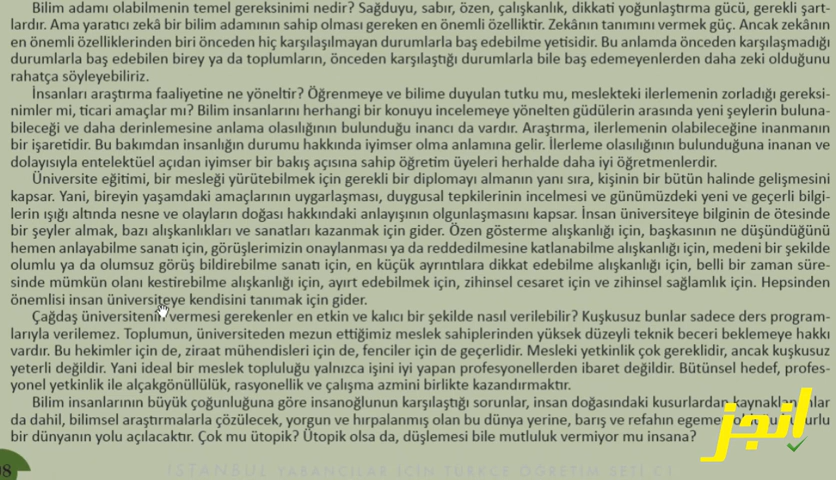 Bilim adamı olabilmenin temel gereksinimi nedir? Sağduyu, sabır, özen, çalışkanlık, dikkati yoğunlaştırma gücü, gerekli şart-
lardır. Ama yaratıcı zekâ bir bilim adamının sahip olması gereken en önemli özelliktir. Zekânın tanımını vermek güç. Ancak zekânın
en önemli özelliklerinden biri önceden hiç karşılaşılmayan durumlarla baş edebilme yetisidir. Bu anlamda önceden karşılaşmadığı
durumlarla baş edebilen birey ya da toplumların, önceden karşılaştığı durumlarla bile baş edemeyenlerden daha zeki olduğunu
rahatça söyleyebiliriz.
İnsanları araştırma faaliyetine ne yöneltir? Öğrenmeye ve bilime duyulan tutku mu, meslekteki ilerlemenin zorladığı gereksi-
nimler mi, ticari amaçlar mı? Bilim insanlarını herhangi bir konuyu incelemeye yönelten güdülerin arasında yeni şeylerin buluna-
bileceği ve daha derinlemesine anlama olasılığının bulunduğu inancı da vardır. Araştırma, ilerlemenin olabileceğine inanmanın
bir işaretidir. Bu bakımdan insanlığın durumu hakkında iyimser olma anlamına gelir. İlerleme olasılığının bulunduğuna inanan ve
dolayısıyla entelektüel açıdan iyimser bir bakış açısına sahip öğretim üyeleri herhalde daha iyi öğretmenlerdir.
Üniversite eğitimi, bir mesleği yürütebilmek için gerekli bir diplomayı almanın yanı sıra, kişinin bir bütün halinde gelişmesini
kapsar. Yani, bireyin yaşamdaki amaçlarının uygarlaşması, duygusal tepkilerinin incelmesi ve günümüzdeki yeni ve geçerli bilgi-
lerin ışığı altında nesne ve olayların doğası hakkındaki anlayışının olgunlaşmasını kapsar. İnsan üniversiteye bilginin de ötesinde
bir şeyler almak, bazı alışkanlıkları ve sanatları kazanmak için gider. Özen gösterme alışkanlığı için, başkasının ne düşündüğünü
hemen anlayabilme sanatı için, görüşlerimizin onaylanması ya da reddedilmesine katlanabilme alışkanlığı için, medeni bir şekilde
olumlu ya da olumsuz görüş bildirebilme sanatı için, en küçük ayrıntılara dikkat edebilme alışkanlığı için, belli bir zaman süre-
sinde mümkün olanı kestirebilme alışkanlığı için, ayırt edebilmek için, zihinsel cesaret için ve zihinsel sağlamlık için. Hepsinden
önemlisi insan üniversiteye kendisini tanımak için gider.
Çağdaş üniversitenin vermesi gerekenler en etkin ve kalıcı bir şekilde nasıl verilebilir? Kuşkusuz bunlar sadece ders program-
larıyla verilemez. Toplumun, üniversiteden mezun ettiğimiz meslek sahiplerinden yüksek düzeyli teknik beceri beklemeye hakkı
vardır. Bu hekimler için de, ziraat mühendisleri için de, fenciler için de geçerlidir. Mesleki yetkinlik çok gereklidir, ancak kuşkusuz
yeterli değildir. Yani ideal bir meslek topluluğu yalnızca işini iyi yapan profesyonellerden ibaret değildir. Bütünsel hedef, profes-
yonel yetkinlik ile alçakgönüllülük, rasyonellik ve çalışma azmini birlikte kazandırmaktır.
Bilim insanlarının büyük çoğunluğuna göre insanoğlunun karşılaştığı sorunlar, insan doğasındaki kusurlardan
da dahil, bilimsel araştırmalarla çözülecek, yorgun ve hırpalanmış olan bu dünya yerine, barış ve refahın
bir dünyanın yolu açılacaktır. Çok mu ütopik? Ütopik olsa da, düşlemesi bile mutluluk vermiyor mu insana?
انجز
İSTANBUL YABANCILAR İÇİN TÜRKÇE ÖĞRETİM SETİ C1